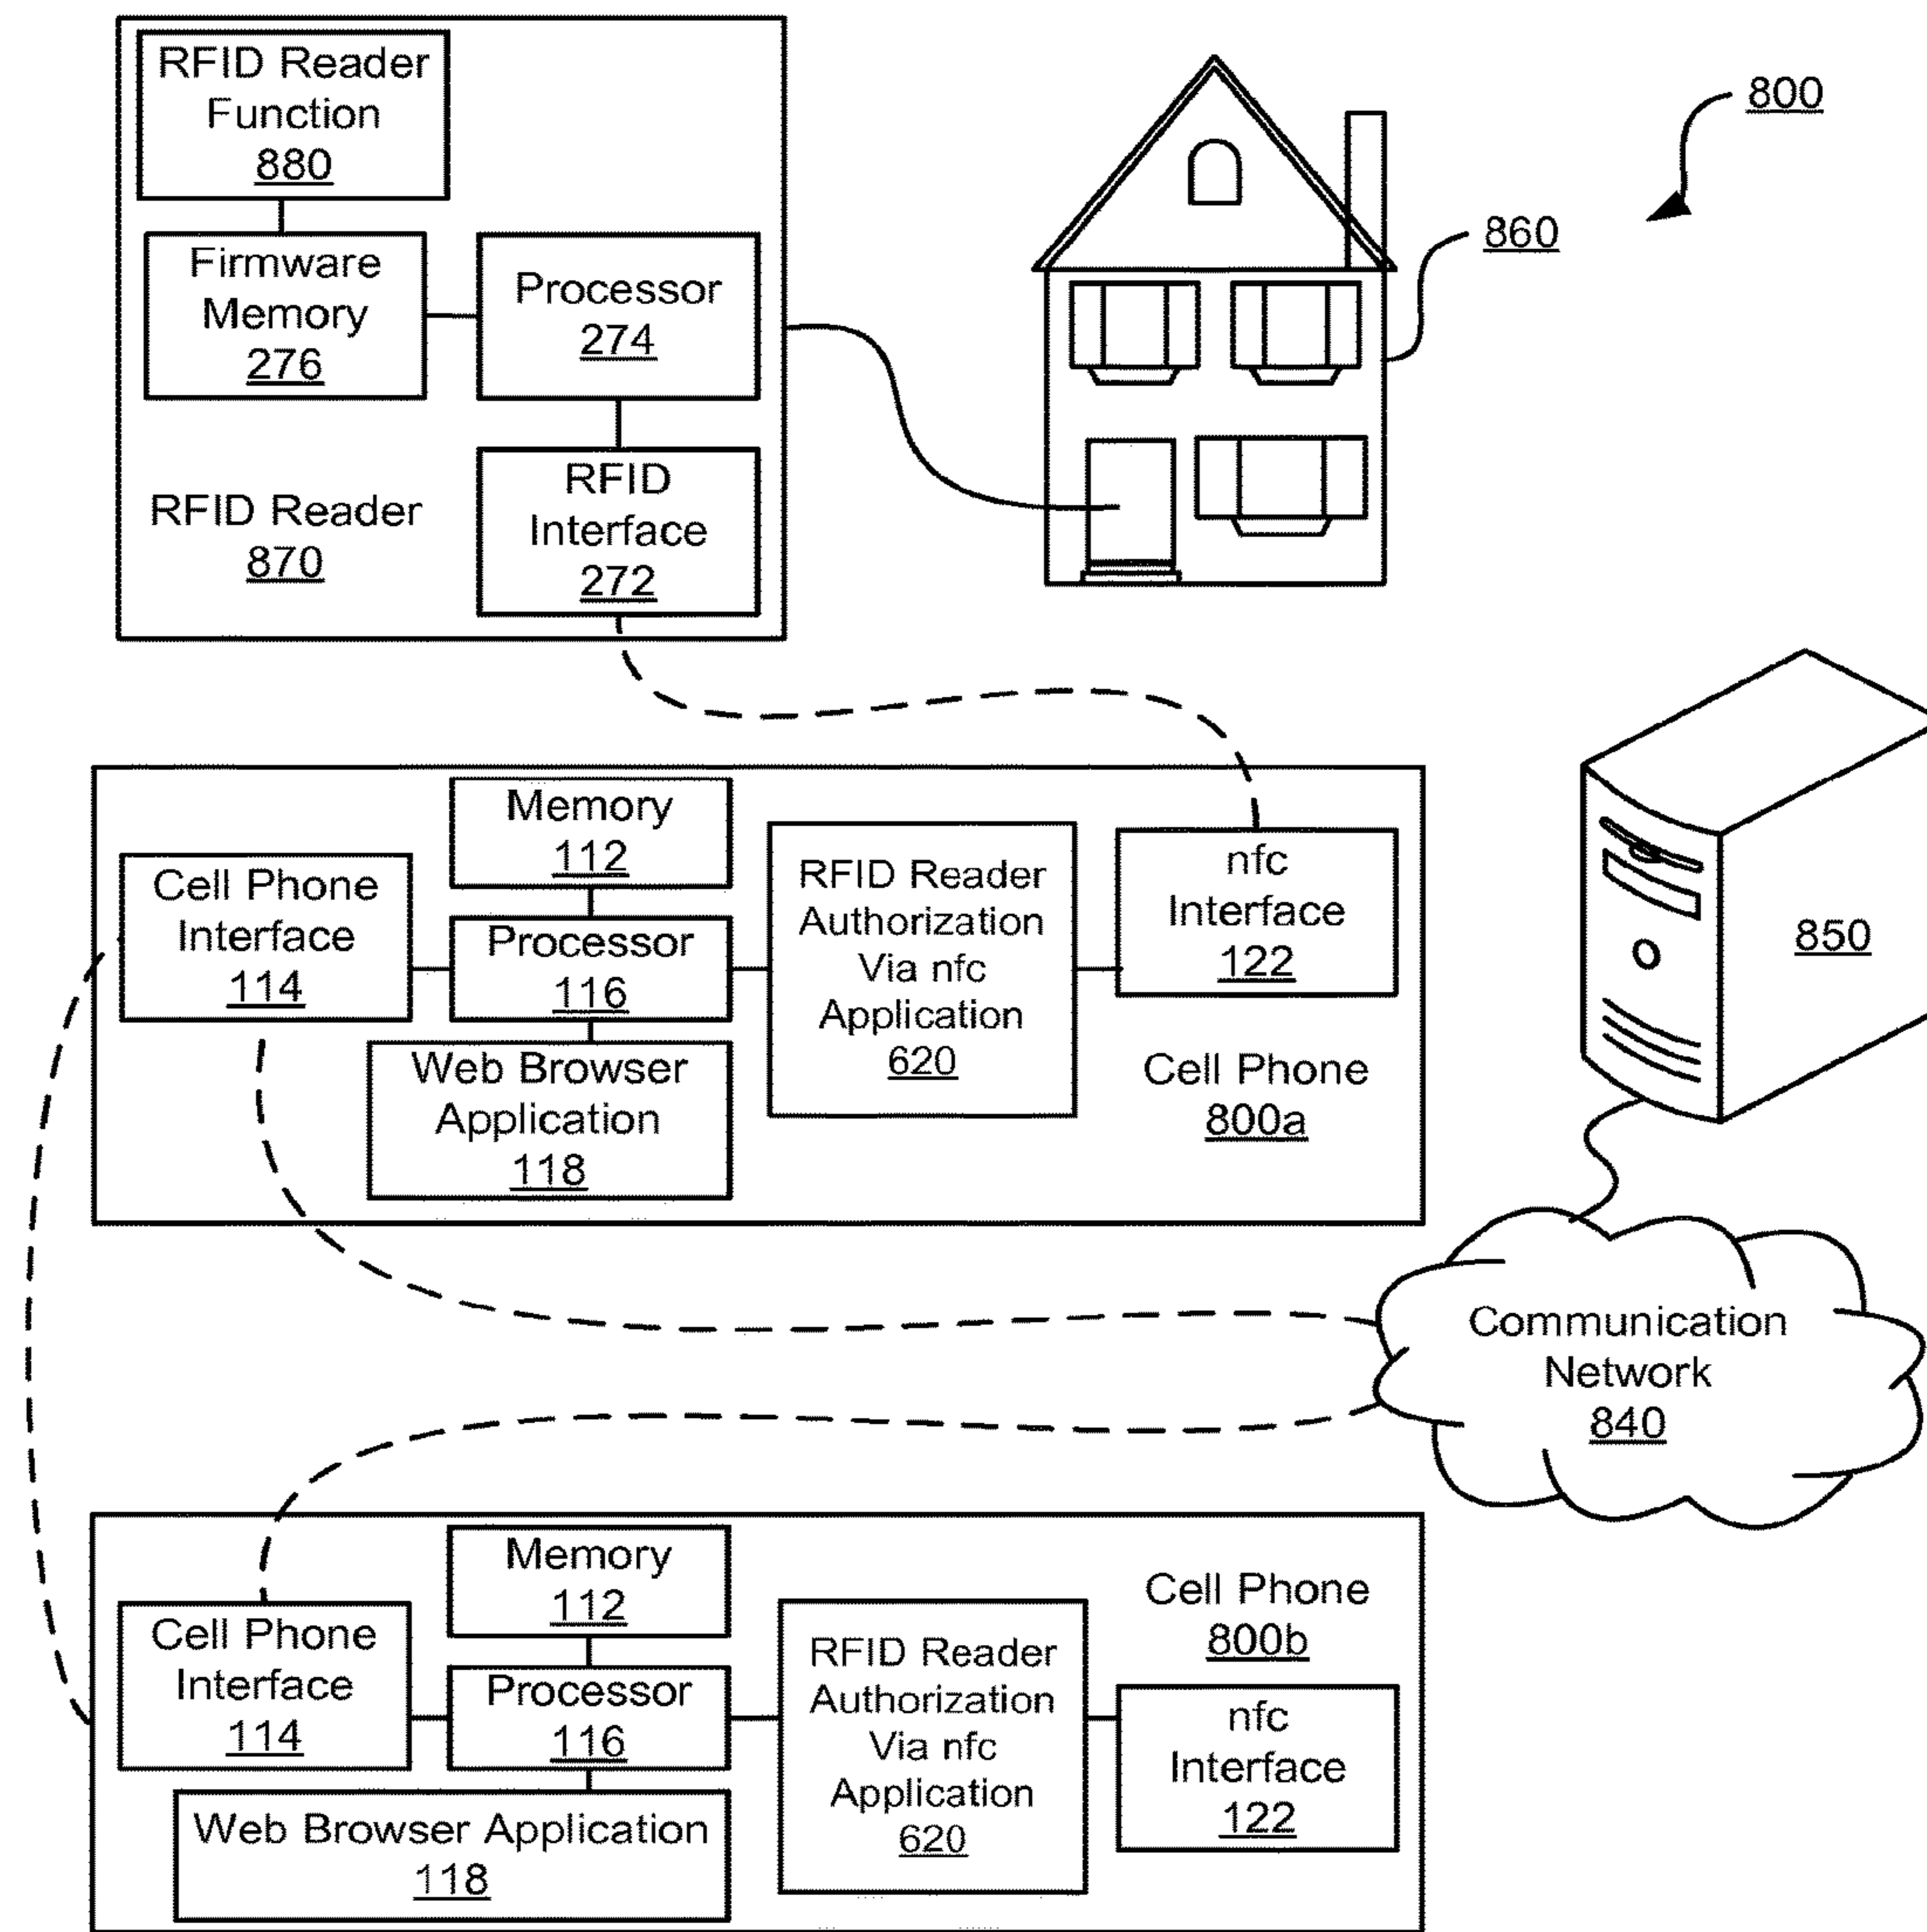 RFID Reader
Function
880
Firmware
Memory
276
Processor
274
RFID
Interface
272
RFID Reader
870
800
860
Memory
112
Cell Phone
Interface
114
Processor
116
Web Browser
Application
118
RFID Reader
Authorization
Via nfc
Application
620
nfc
Interface
122
Cell Phone
800a
850
Communication
Network
840
Memory
112
Cell Phone
Interface
114
Processor
116
Web Browser Application
118
RFID Reader
Authorization
Via nfc
Application
620
Cell Phone
800b
nfc
Interface
122